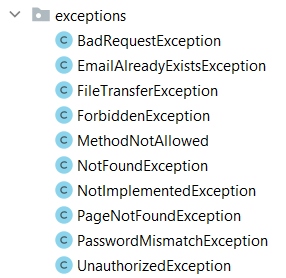 exceptions
C BadRequestException
C EmailAlreadyExistsException
C FileTransferException
C ForbiddenException
C MethodNotAllowed
C NotFoundException
C NotImplementedException
C PageNotFoundException
C PasswordMismatchException
C UnauthorizedException